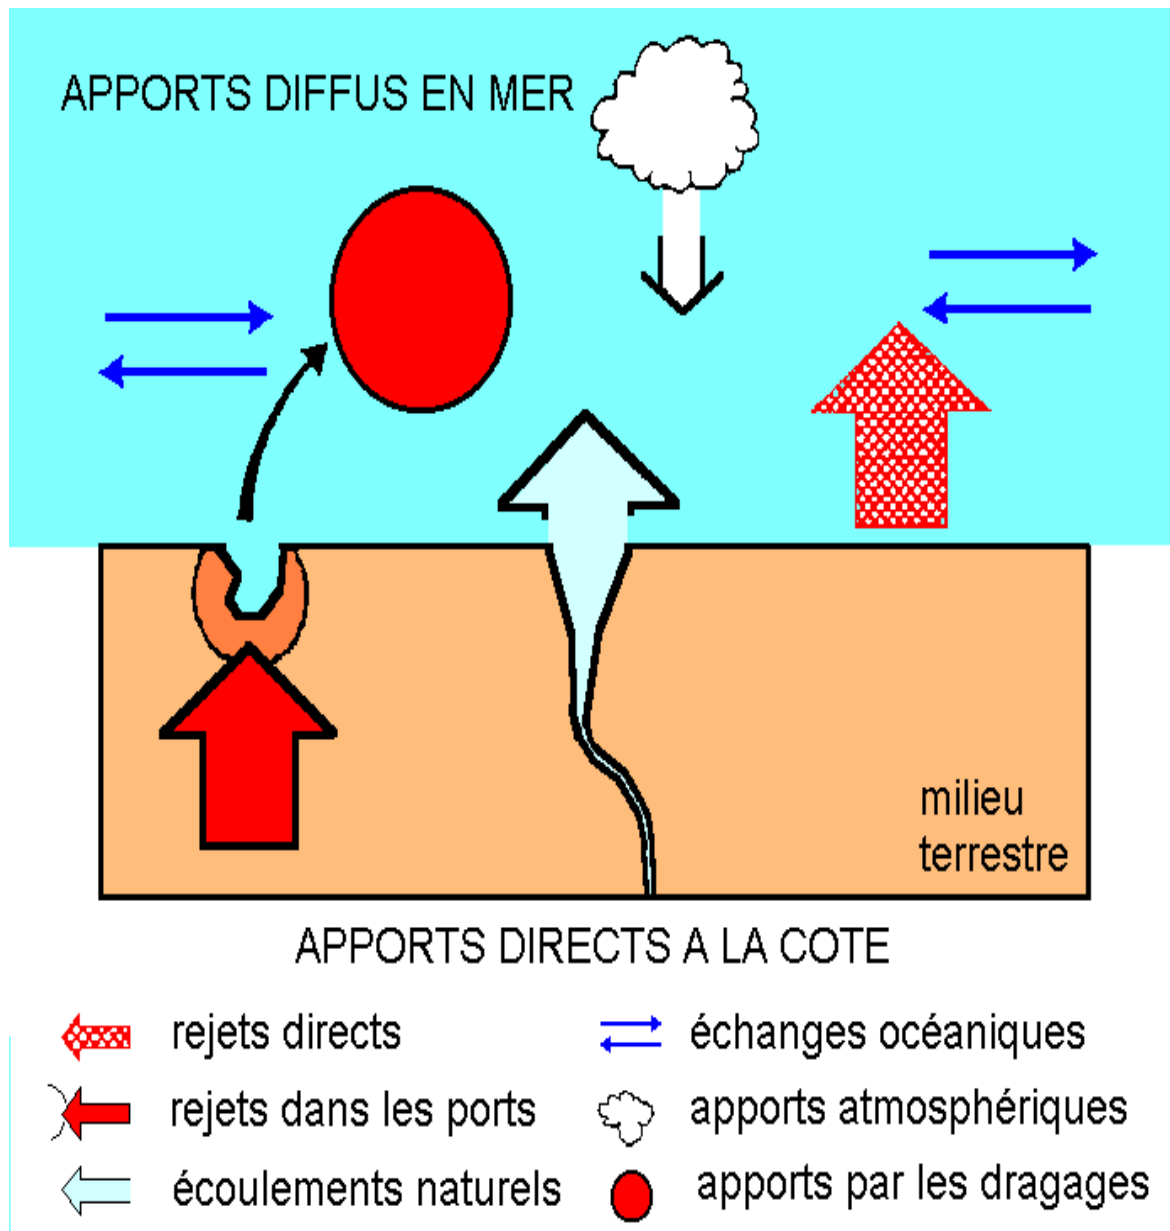 APPORTS DIFFUS EN MER
milieu
terrestre
APPORTS DIRECTS A LA COTE
rejets directs
échanges océaniques
rejets dans les ports
apports atmosphériques
écoulements naturels
apports par les dragages